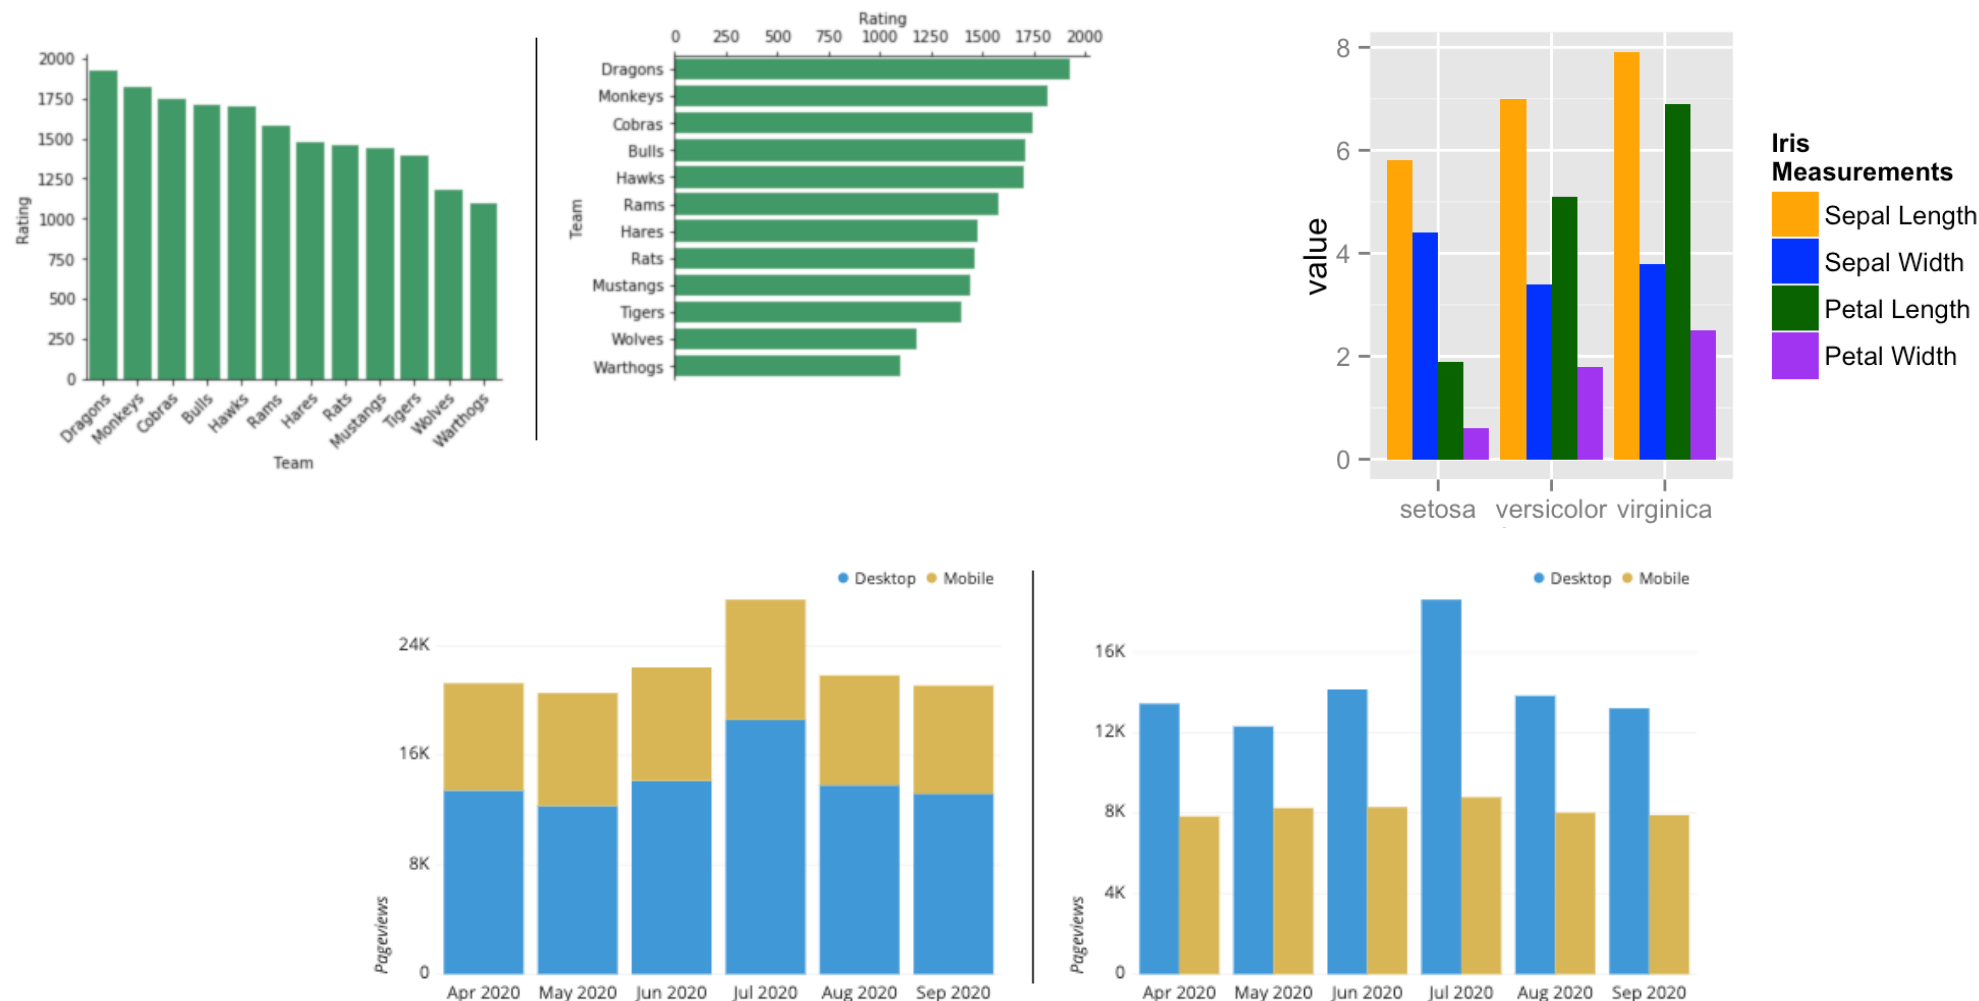 2000
1750
1500
1250
1000
750
500
250
0
Rating
Dragons
Monkeys
Cobras
Bulls
Hawks
Rams
Hares
Rats
Mustangs
Tigers
Wolves
Warthogs
Team
Rating
0 250 500 750 1000 1250 1500 1750 2000
Dragons
Monkeys
Cobras
Bulls
Hawks
Rams
Hares
Rats
Mustangs
Tigers
Wolves
Warthogs
Team
8
6
4
2
0
value
setosa versicolor virginica
Iris
Measurements
Sepal Length
Sepal Width
Petal Length
Petal Width
Desktop Mobile
24K
16K
8K
0
Pageviews
Apr 2020 May 2020 Jun 2020 Jul 2020 Aug 2020 Sep 2020
Desktop Mobile
16K
12K
8K
4K
0
Pageviews
Apr 2020 May 2020 Jun 2020 Jul 2020 Aug 2020 Sep 2020